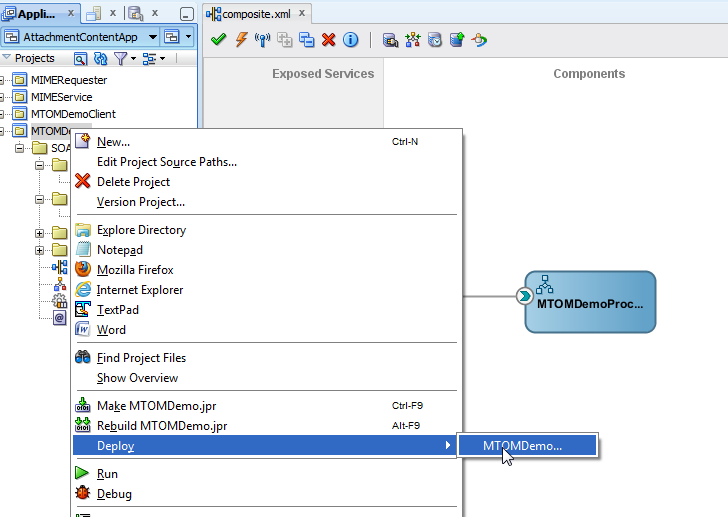 Appli...
composite.xml
AttachmentContentApp
Projects
MIMERequester
MIMEService
MTOMDemoClient
MTOMDe
SOA
Exposed Services
Components
New... Ctrl-N
Edit Project Source Paths...
Delete Project
Version Project...
Explore Directory
Notepad
Mozilla Firefox
Internet Explorer
TextPad
Word
Find Project Files
Show Overview
Make MTOMDemo.jpr Ctrl-F9
Rebuild MTOMDemo.jpr Alt-F9
Deploy
MTOMDemo...
Run
Debug
MTOMDemoProc...